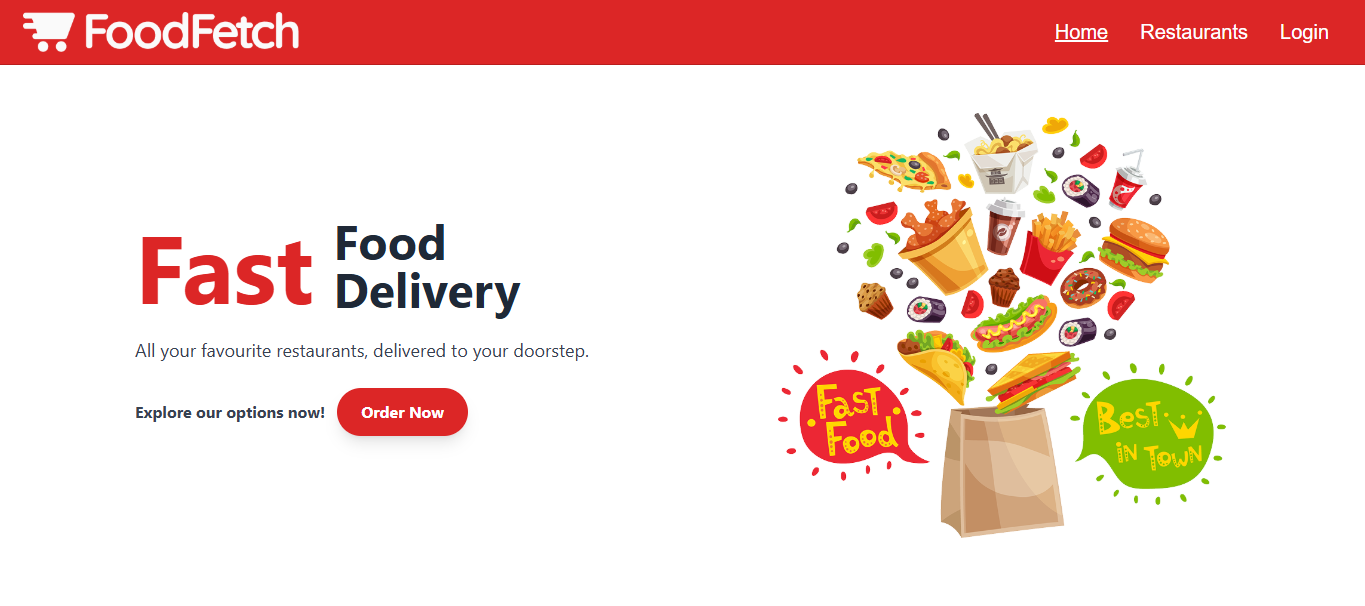 FoodFetch
Home Restaurants Login
Fast
Food
Delivery
All your favourite restaurants, delivered to your doorstep.
Explore our options now! Order Now
FAST
FOOD
BEST
IN TOWN